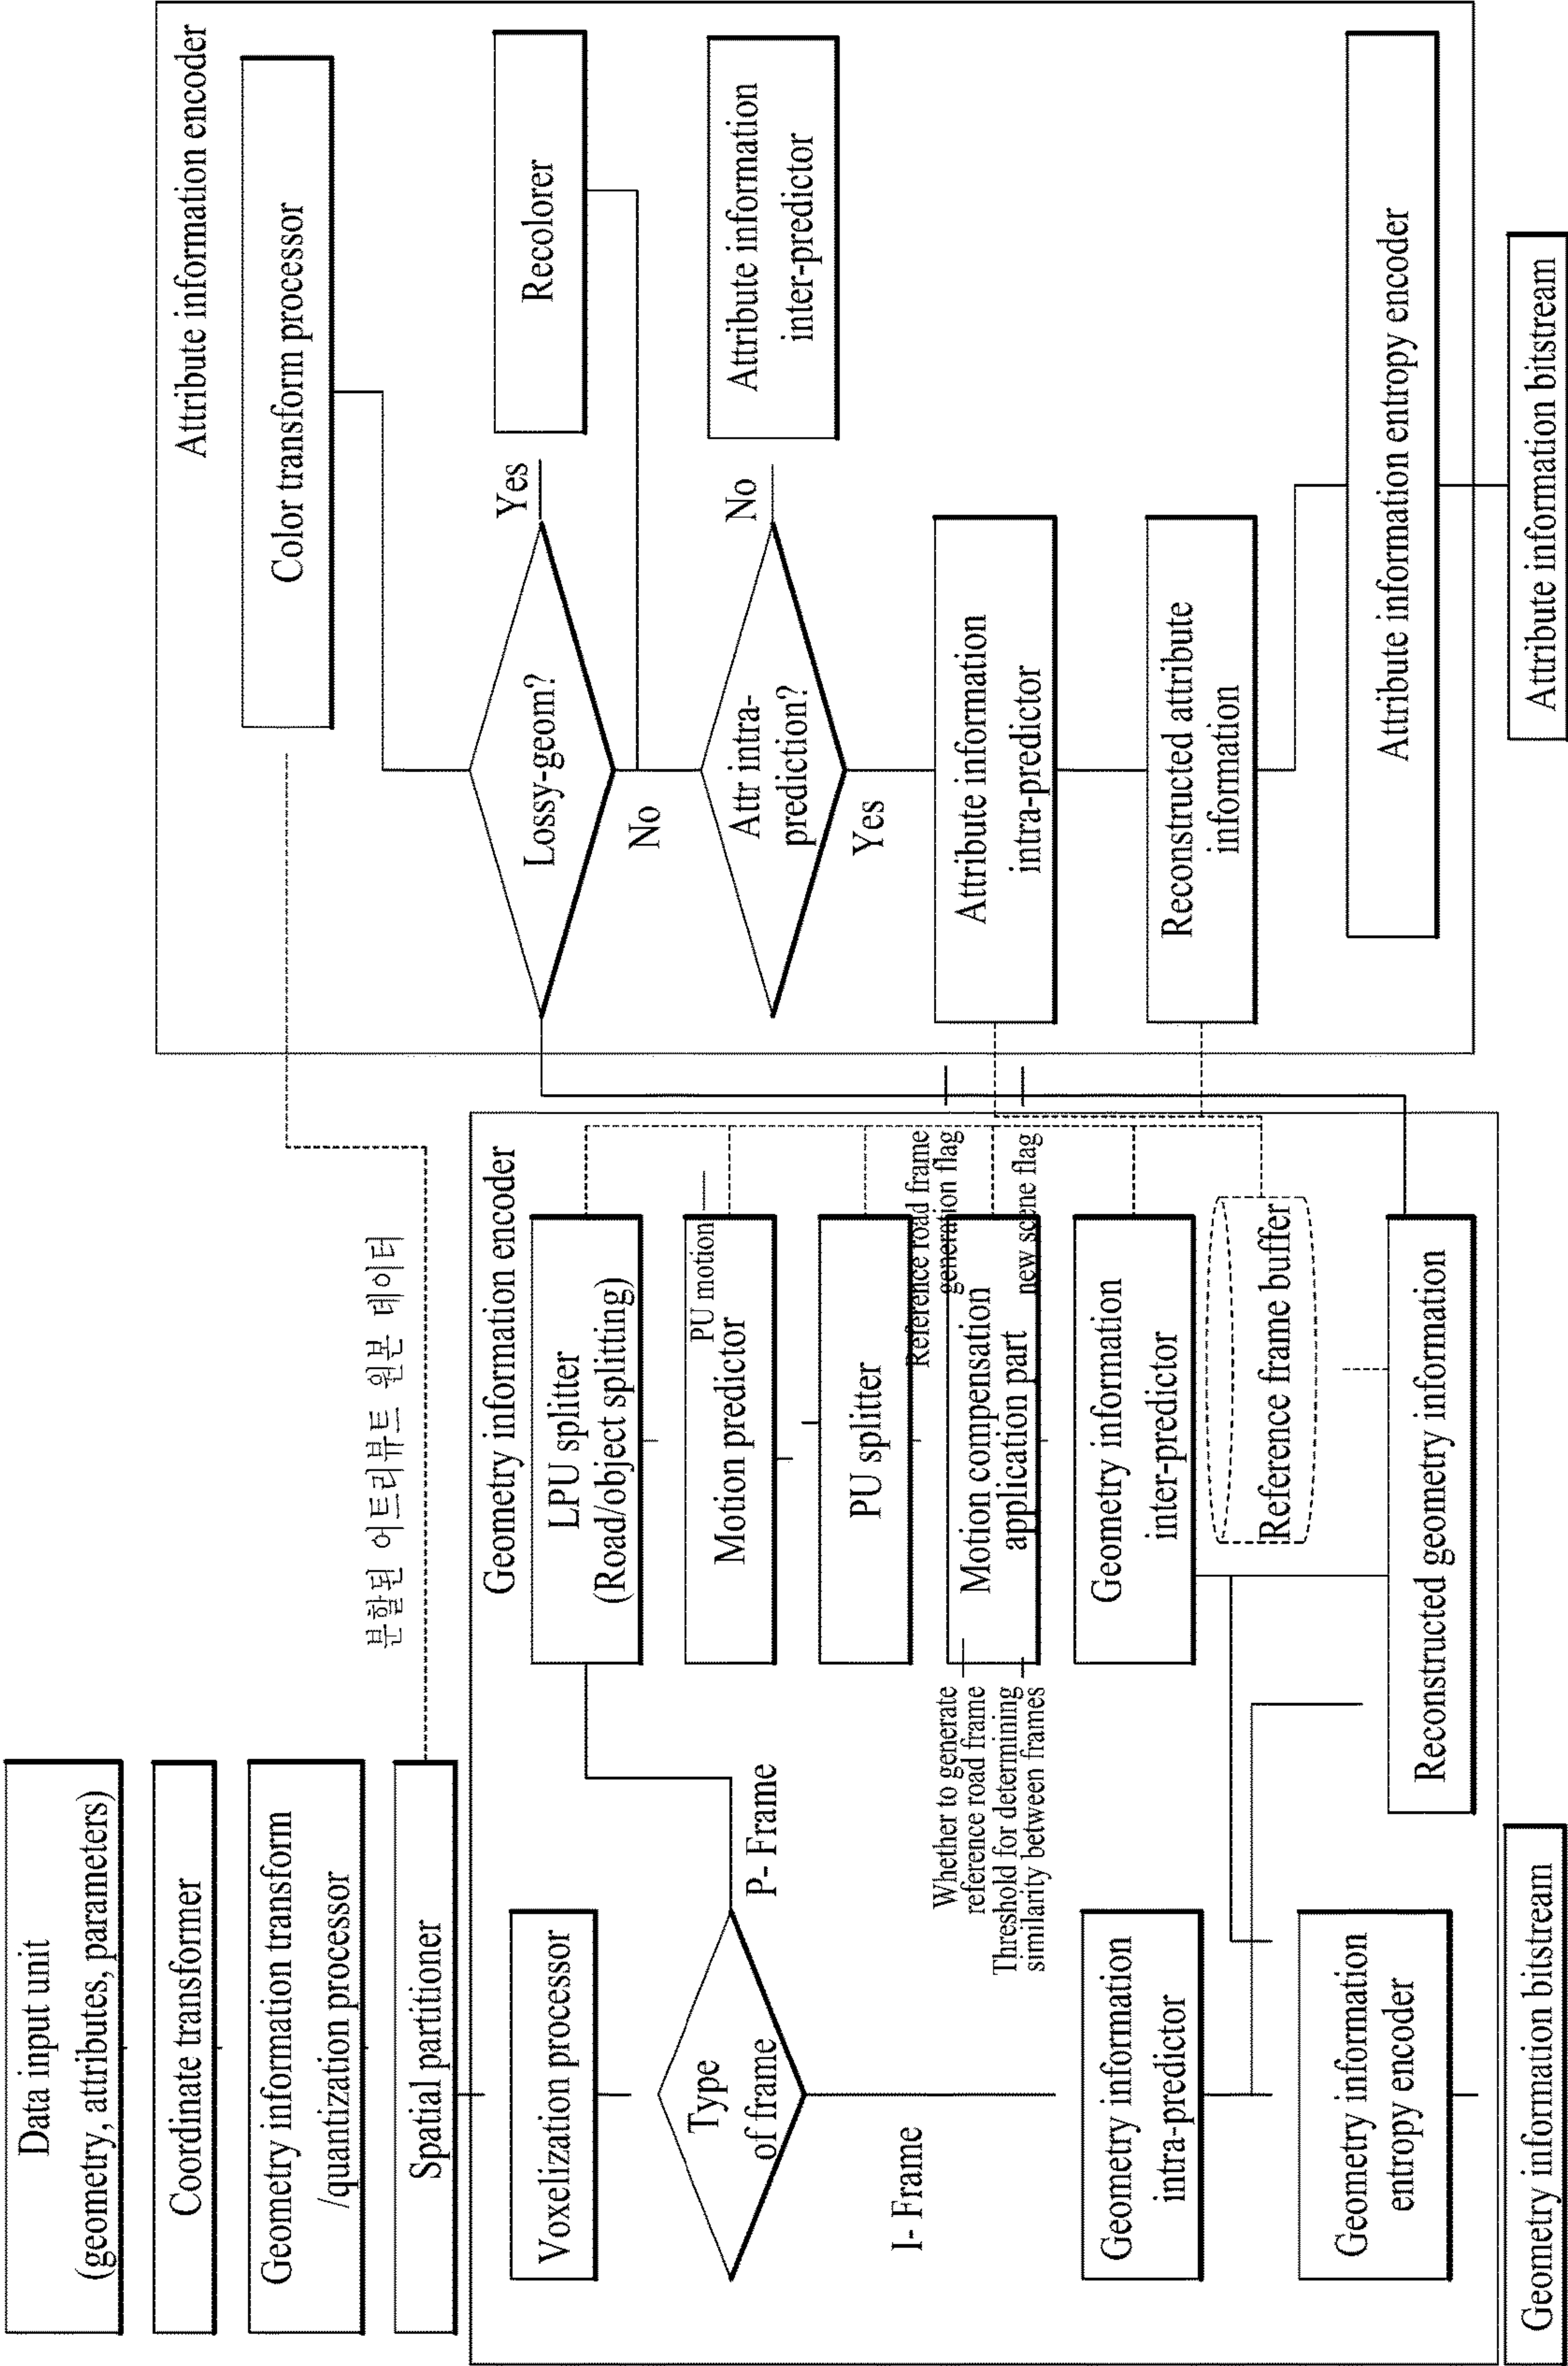 Data input unit
(geometry, attributes, parameters)
Coordinate transformer
Geometry information transform
/quantization processor
Spatial partitioner
분할된 어트리뷰트 원본 데이터
Geometry information encoder
Voxelization processor
Type
of frame
P- Frame
I- Frame
LPU splitter
(Road/object splitting)
PU motion
Motion predictor
PU splitter
Reference road frame
generation flag
new scene flag
Motion compensation
application part
Whether to generate
reference road frame
Threshold for determining
similarity between frames
Geometry information
inter-predictor
Reference frame buffer
Geometry information
intra-predictor
Geometry information
entropy encoder
Reconstructed geometry information
Geometry information bitstream
Attribute information encoder
Color transform processor
Lossy-geom?
Yes
No
Recolorer
Attr intra-
prediction?
No
Yes
Attribute information
inter-predictor
Attribute information
intra-predictor
Reconstructed attribute
information
Attribute information entropy encoder
Attribute information bitstream